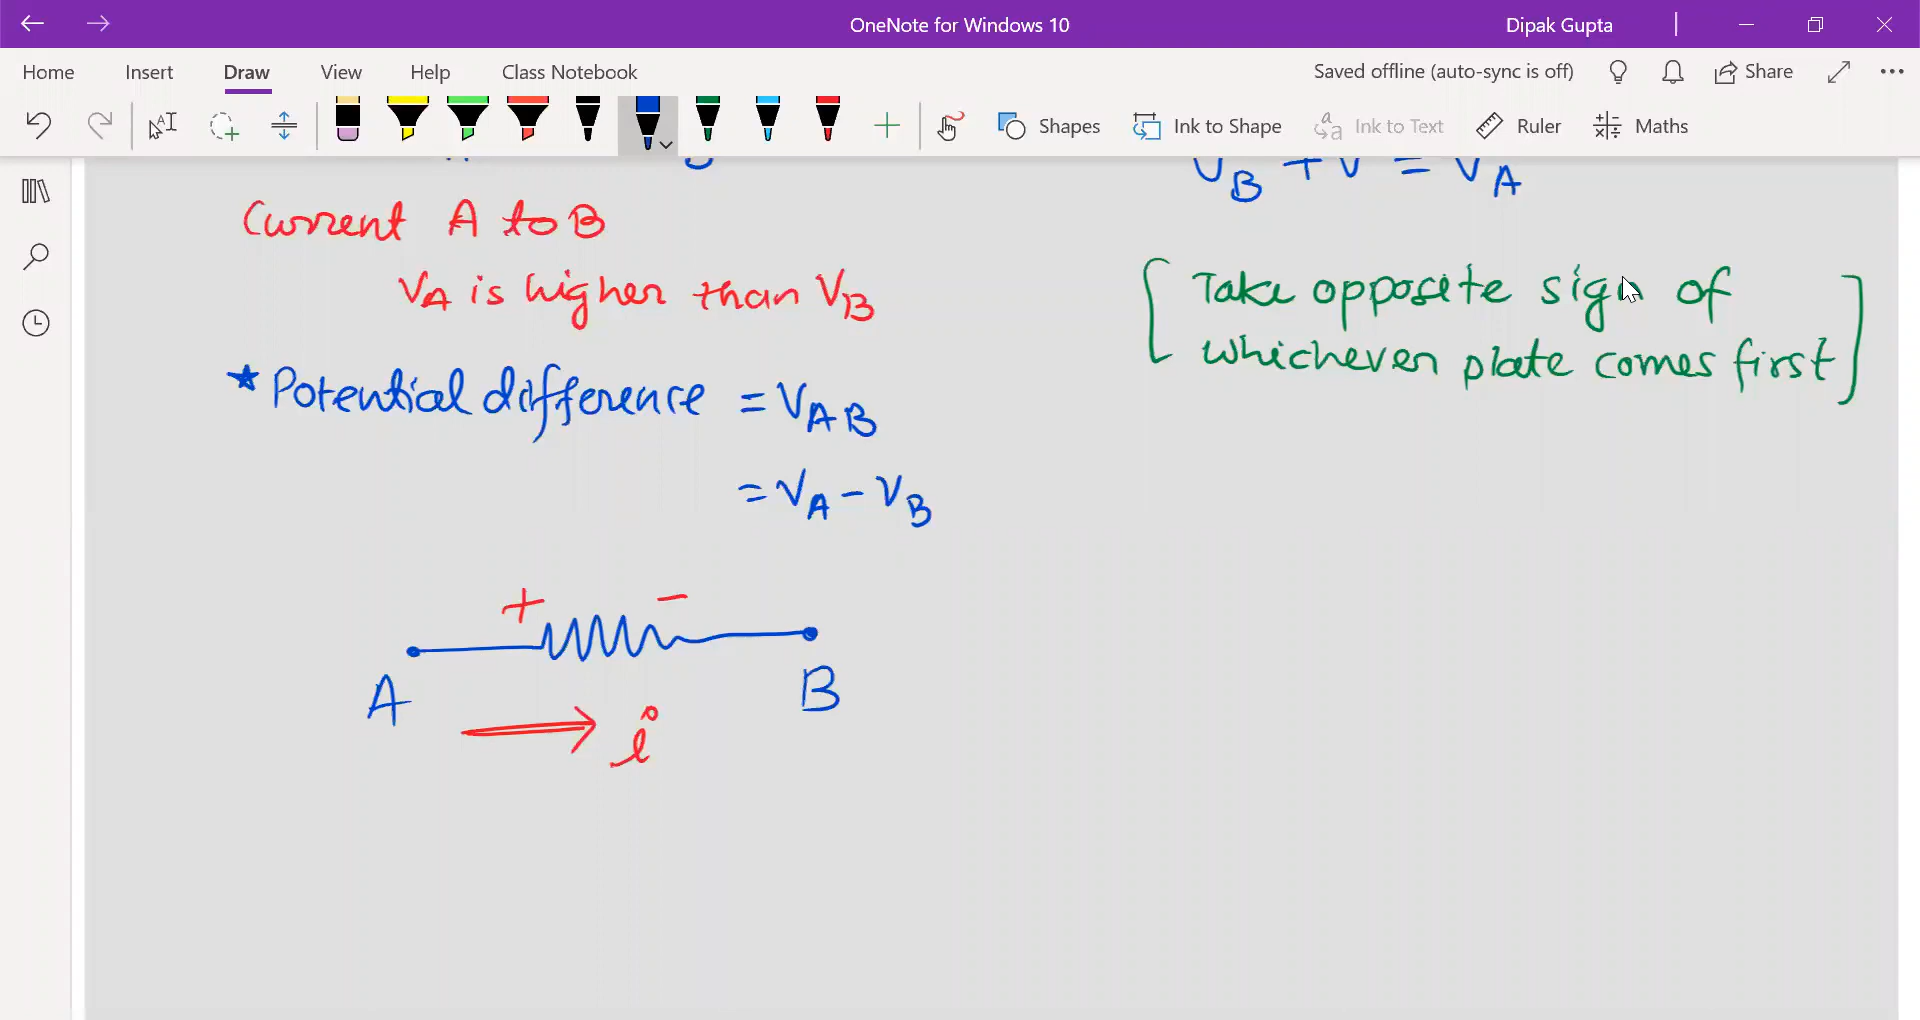 OneNote for Windows 10
Dipak Gupta
Home Insert Draw View Help Class Notebook
Saved offline (auto-sync is off) Share
Shapes Ink to Shape Ink to Text Ruler Maths
Current A to B
VA is higher than VB
★ Potential difference = VAB
= VA - VB
+ -
A B
i
VB + V = VA
[Take opposite sign of
whichever plate comes first]